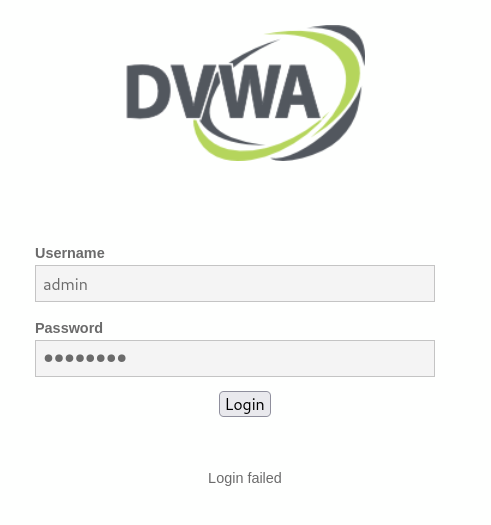 DVWA
Username
admin
Password
••••••••
Login
Login failed